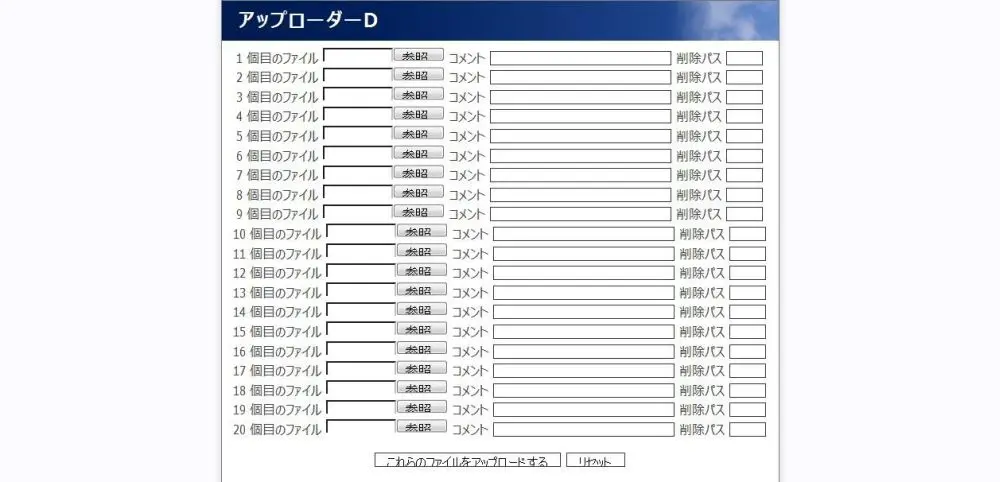 アップローダーD
1 個目のファイル 参照 コメント 削除パス
2 個目のファイル 参照 コメント 削除パス
3 個目のファイル 参照 コメント 削除パス
4 個目のファイル 参照 コメント 削除パス
5 個目のファイル 参照 コメント 削除パス
6 個目のファイル 参照 コメント 削除パス
7 個目のファイル 参照 コメント 削除パス
8 個目のファイル 参照 コメント 削除パス
9 個目のファイル 参照 コメント 削除パス
10 個目のファイル 参照 コメント 削除パス
11 個目のファイル 参照 コメント 削除パス
12 個目のファイル 参照 コメント 削除パス
13 個目のファイル 参照 コメント 削除パス
14 個目のファイル 参照 コメント 削除パス
15 個目のファイル 参照 コメント 削除パス
16 個目のファイル 参照 コメント 削除パス
17 個目のファイル 参照 コメント 削除パス
18 個目のファイル 参照 コメント 削除パス
19 個目のファイル 参照 コメント 削除パス
20 個目のファイル 参照 コメント 削除パス
これらのファイルをアップロードする リセット